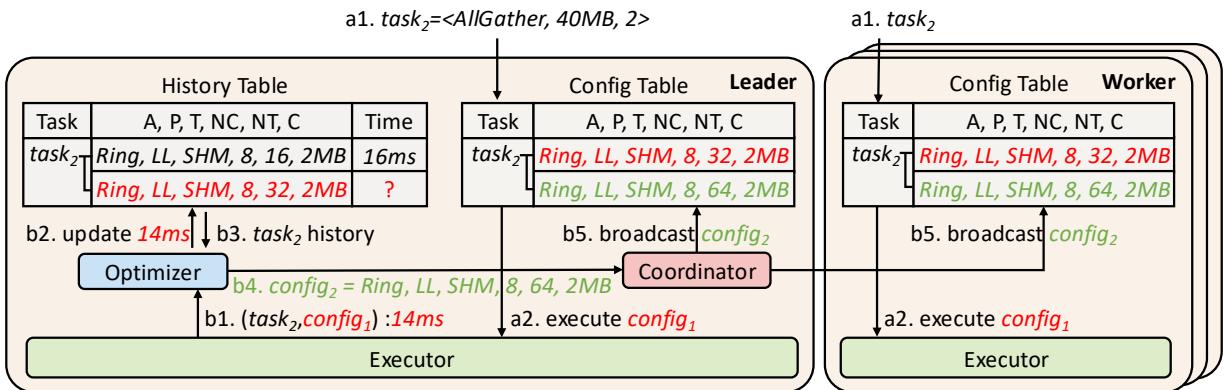 a1. task2=<AllGather, 40MB, 2>
a1. task2
History Table
Config Table
Leader
Config Table
Worker
Task
A, P, T, NC, NT, C
Time
Task
A, P, T, NC, NT, C
Task
A, P, T, NC, NT, C
task2
Ring, LL, SHM, 8, 16, 2MB
16ms
Ring, LL, SHM, 8, 32, 2MB
?
task2
Ring, LL, SHM, 8, 32, 2MB
Ring, LL, SHM, 8, 64, 2MB
task2
Ring, LL, SHM, 8, 32, 2MB
Ring, LL, SHM, 8, 64, 2MB
b2. update 14ms
b3. task2 history
b5. broadcast config2
b5. broadcast config2
Optimizer
Coordinator
b4. config2 = Ring, LL, SHM, 8, 64, 2MB
b1. (task2,config1) :14ms
a2. execute config1
a2. execute config1
Executor
Executor